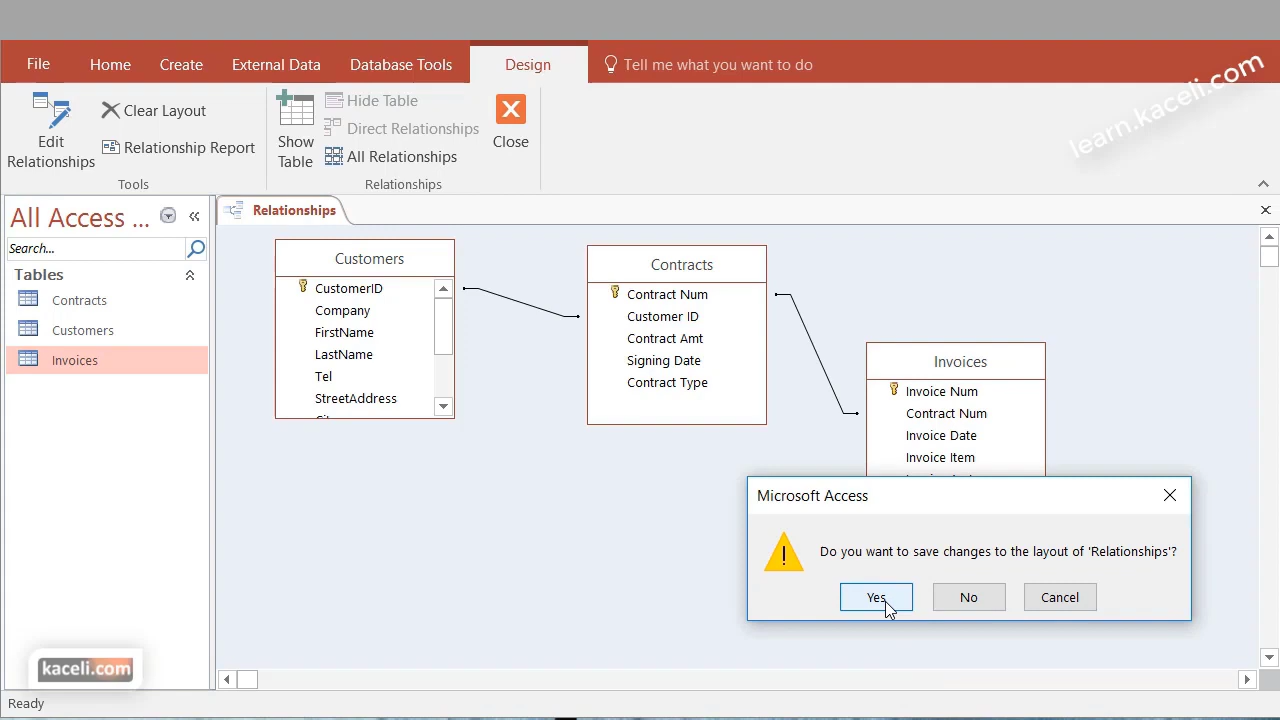 File
Home
Create
External Data
Database Tools
Design
Tell me what you want to do
learn.kaceli.com
Edit
Relationships
Clear Layout
Relationship Report
Tools
Show
Table
Hide Table
Direct Relationships
All Relationships
Relationships
Close
All Access ...
Search...
Tables
Contracts
Customers
Invoices
Relationships
Customers
CustomerID
Company
FirstName
LastName
Tel
StreetAddress
Contracts
Contract Num
Customer ID
Contract Amt
Signing Date
Contract Type
Invoices
Invoice Num
Contract Num
Invoice Date
Invoice Item
Microsoft Access
Do you want to save changes to the layout of 'Relationships'?
Yes
No
Cancel
kaceli.com
Ready